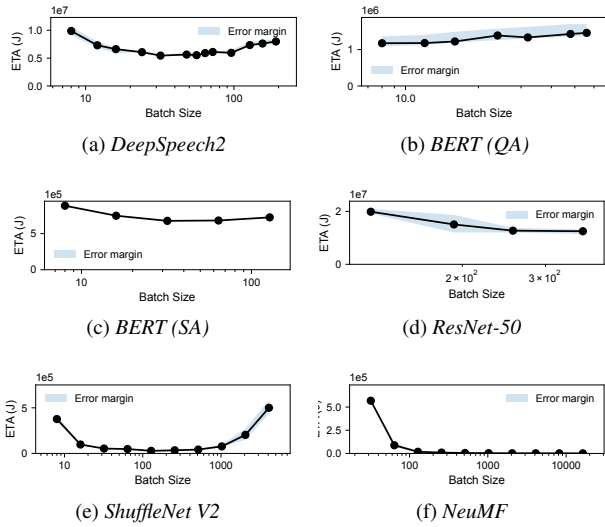 1e7
1.0
0.5
0.0
ETA (J)
Error margin
10
100
Batch Size
(a) DeepSpeech2
1e6
1
0
ETA (J)
Error margin
10.0
Batch Size
(b) BERT (QA)
1e5
5
0
ETA (J)
Error margin
10
100
Batch Size
(c) BERT (SA)
1e7
2
0
ETA (J)
Error margin
2 × 10²
3 × 10²
Batch Size
(d) ResNet-50
1e5
5
0
ETA (J)
Error margin
10
1000
Batch Size
(e) ShuffleNet V2
1e5
5.0
2.5
0.0
ETA (J)
Error margin
100
1000
10000
Batch Size
(f) NeuMF